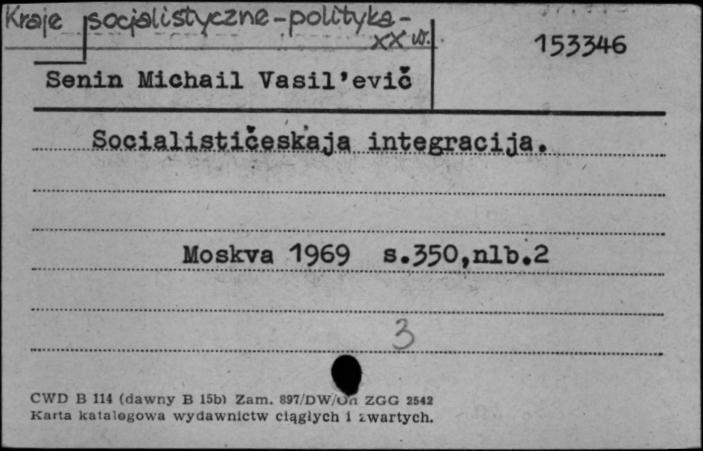 Kraje socjalistyczne-polityka-
XX w.
153346
Senin Michail Vasil'evič
Socialističeskaja integracija.
Moskva 1969 s.350,nlb.2
3
CWD B 114 (dawny B 15b) Zam. 897/DW/On ZGG 2542
Karta katalogowa wydawnictw ciągłych i zwartych.